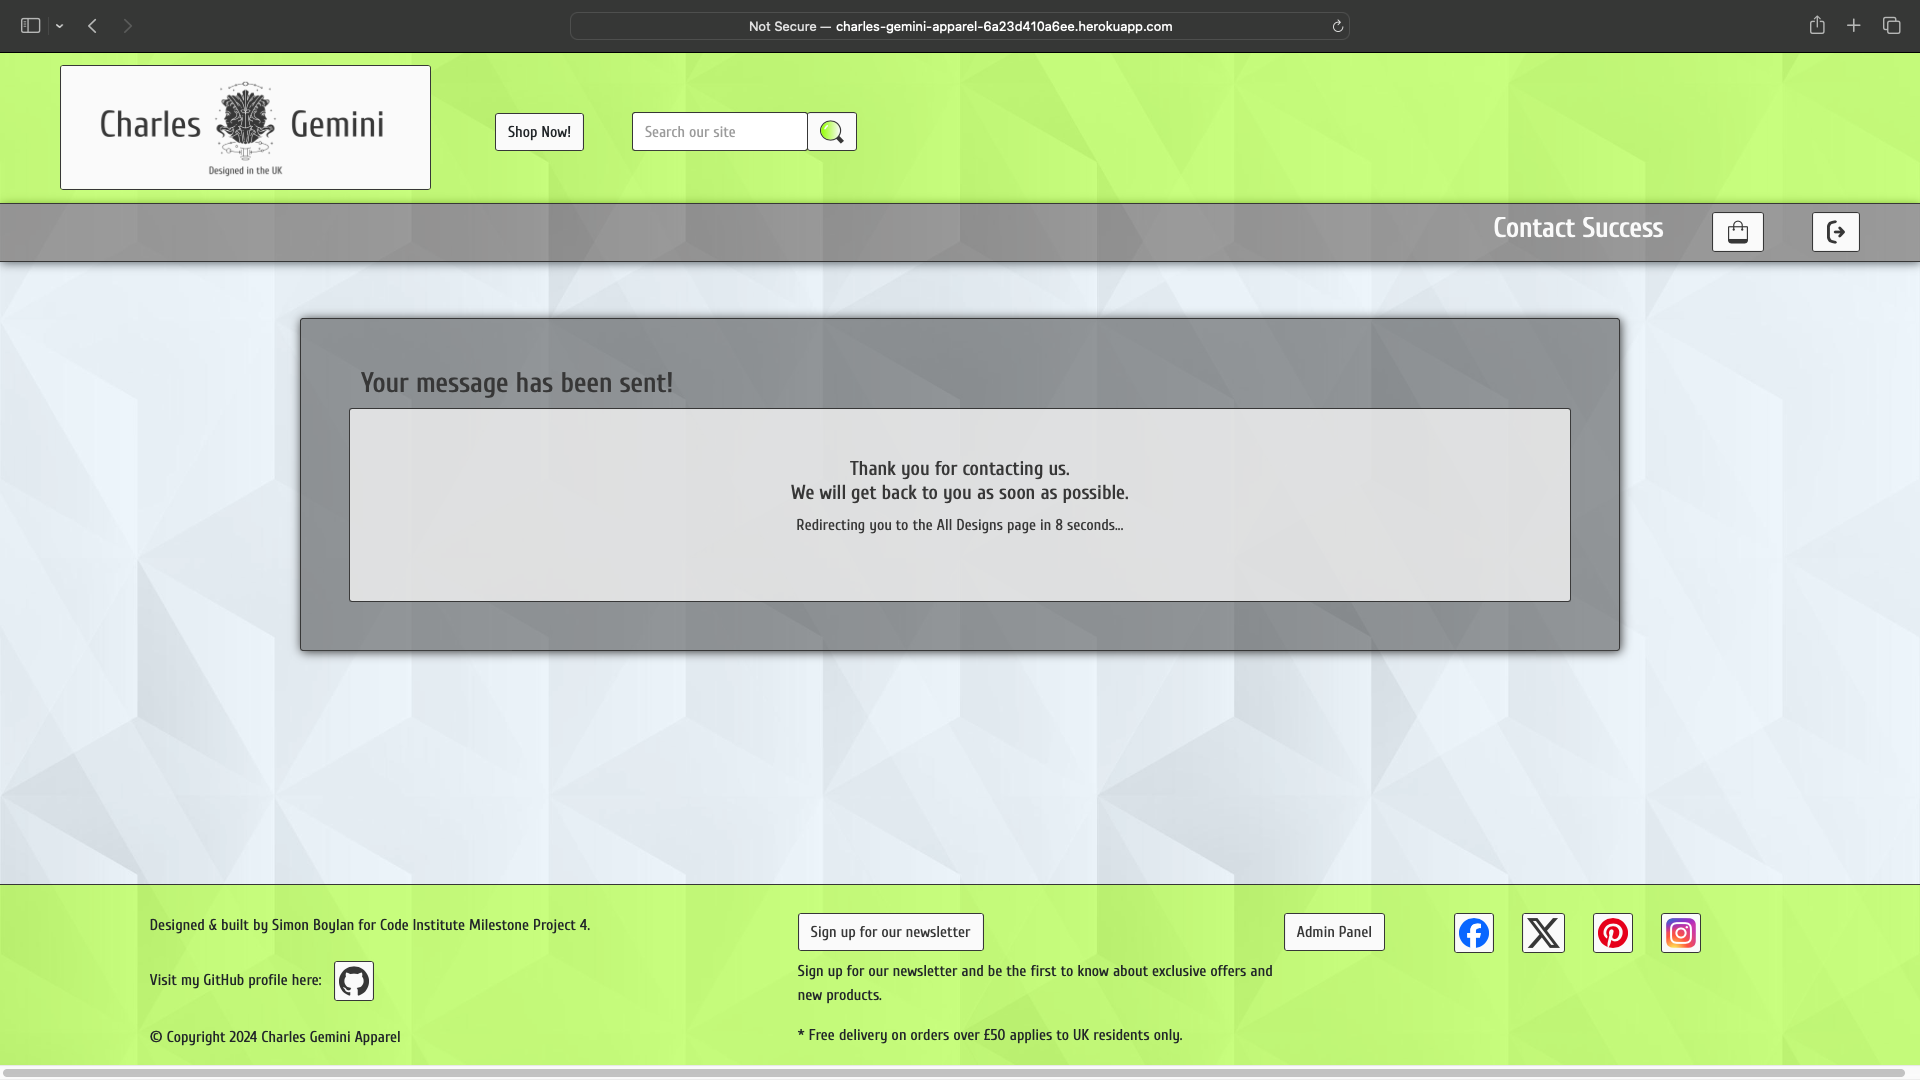 Not Secure — charles-gemini-apparel-6a23d410a6ee.herokuapp.com
Charles Gemini
Designed in the UK
Shop Now!
Search our site
Contact Success
Your message has been sent!
Thank you for contacting us.
We will get back to you as soon as possible.
Redirecting you to the All Designs page in 8 seconds...
Designed & built by Simon Boylan for Code Institute Milestone Project 4.
Visit my GitHub profile here:
© Copyright 2024 Charles Gemini Apparel
Sign up for our newsletter
Sign up for our newsletter and be the first to know about exclusive offers and
new products.
* Free delivery on orders over £50 applies to UK residents only.
Admin Panel